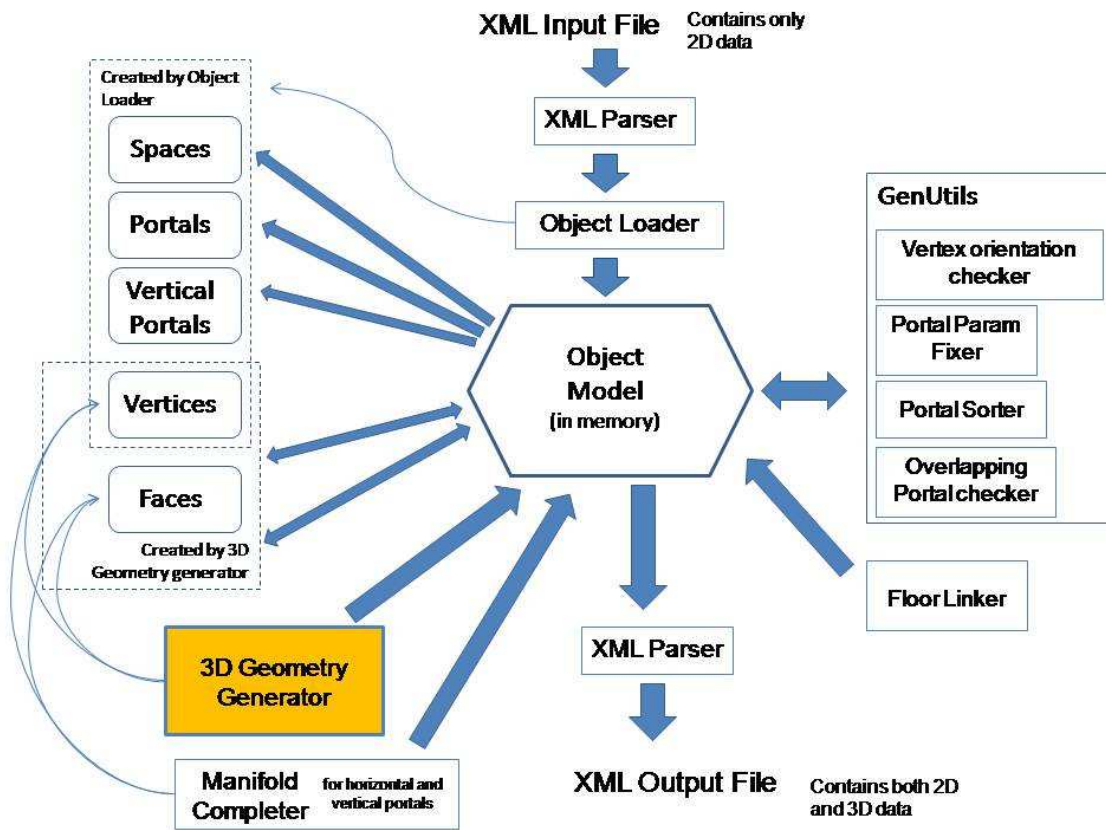 XML Input File
Contains only
2D data
Created by Object
Loader
XML Parser
Spaces
GenUtils
Portals
Object Loader
Vertex orientation
checker
Vertical
Portals
Portal Param
Fixer
Object
Model
(in memory)
Vertices
Portal Sorter
Overlapping
Portal checker
Faces
Created by 3D
Geometry generator
Floor Linker
XML Parser
3D Geometry
Generator
Manifold
Completer
for horizontal and
vertical portals
XML Output File
Contains both 2D
and 3D data